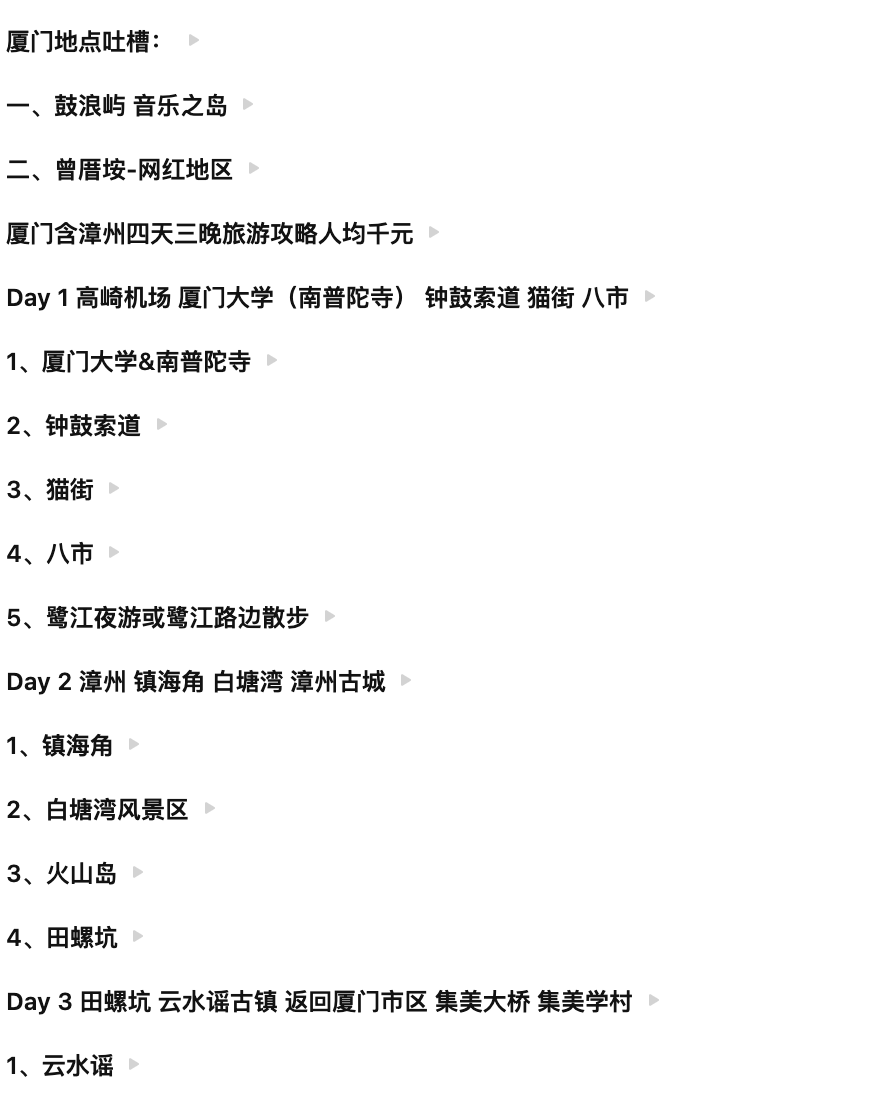 厦门地点吐槽：
一、鼓浪屿 音乐之岛
二、曾厝垵-网红地区
厦门含漳州四天三晚旅游攻略人均千元
Day 1 高崎机场 厦门大学（南普陀寺） 钟鼓索道 猫街 八市
1、厦门大学&南普陀寺
2、钟鼓索道
3、猫街
4、八市
5、鹭江夜游或鹭江路边散步
Day 2 漳州 镇海角 白塘湾 漳州古城
1、镇海角
2、白塘湾风景区
3、火山岛
4、田螺坑
Day 3 田螺坑 云水谣古镇 返回厦门市区 集美大桥 集美学村
1、云水谣